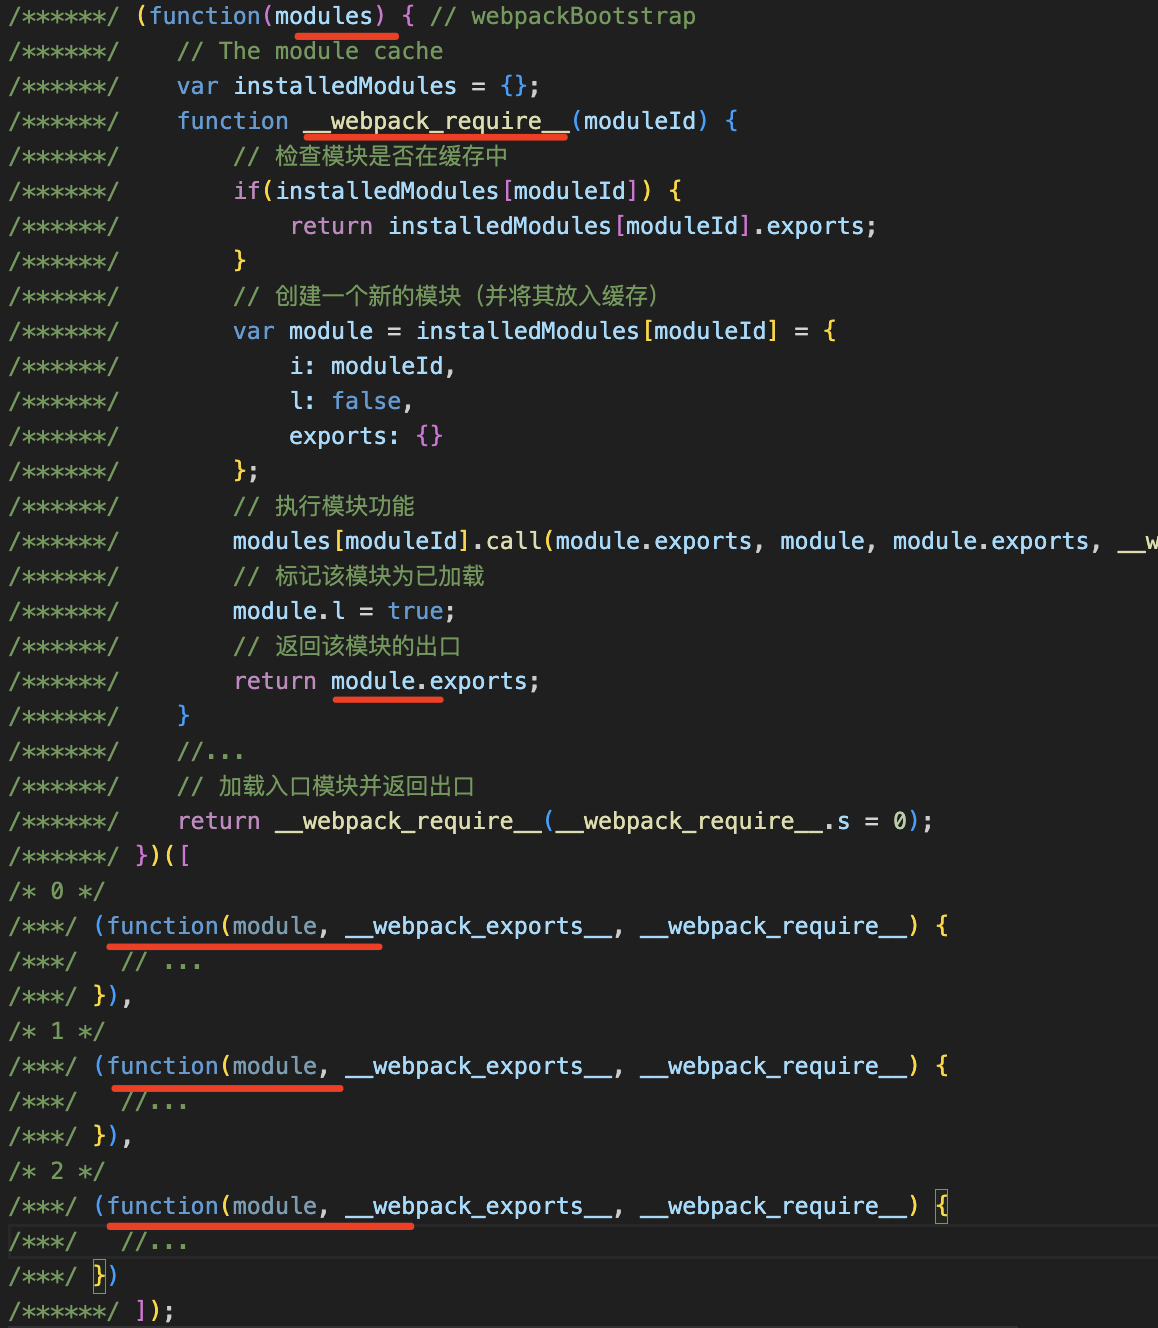 /******/ (function(modules) { // webpackBootstrap
/******/    // The module cache
/******/    var installedModules = {};
/******/    function __webpack_require__(moduleId) {
/******/        // 检查模块是否在缓存中
/******/        if(installedModules[moduleId]) {
/******/            return installedModules[moduleId].exports;
/******/        }
/******/        // 创建一个新的模块（并将其放入缓存）
/******/        var module = installedModules[moduleId] = {
/******/            i: moduleId,
/******/            l: false,
/******/            exports: {}
/******/        };
/******/        // 执行模块功能
/******/        modules[moduleId].call(module.exports, module, module.exports, __w
/******/        // 标记该模块为已加载
/******/        module.l = true;
/******/        // 返回该模块的出口
/******/        return module.exports;
/******/    }
/******/    //...
/******/    // 加载入口模块并返回出口
/******/    return __webpack_require__(__webpack_require__.s = 0);
/******/ })([
/* 0 */
/***/ (function(module, __webpack_exports__, __webpack_require__) {
/***/   // ...
/***/ }),
/* 1 */
/***/ (function(module, __webpack_exports__, __webpack_require__) {
/***/   //...
/***/ }),
/* 2 */
/***/ (function(module, __webpack_exports__, __webpack_require__) {
/***/   //...
/***/ })
/******/ ]);